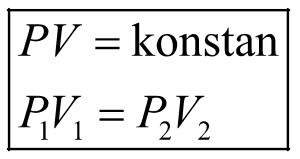 PV = konstan
P₁V₁ = P₂V₂